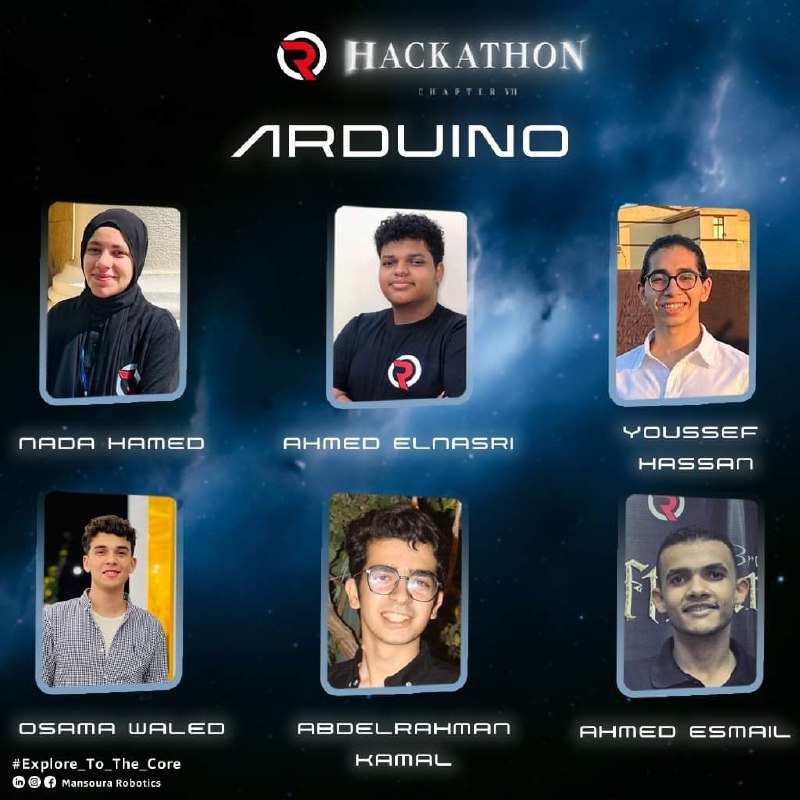 R HACKATHON
CHAPTER VII
ARDUINO
NADA HAMED
AHMED ELNASRI
YOUSSEF
HASSAN
OSAMA WALED
ABDELRAHMAN
KAMAL
AHMED ESMAIL
#Explore_To_The_Core
Mansoura Robotics